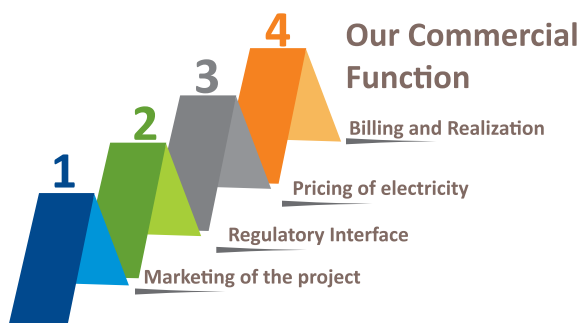 Our Commercial
Function
4
Billing and Realization
3
Pricing of electricity
2
Regulatory Interface
1
Marketing of the project